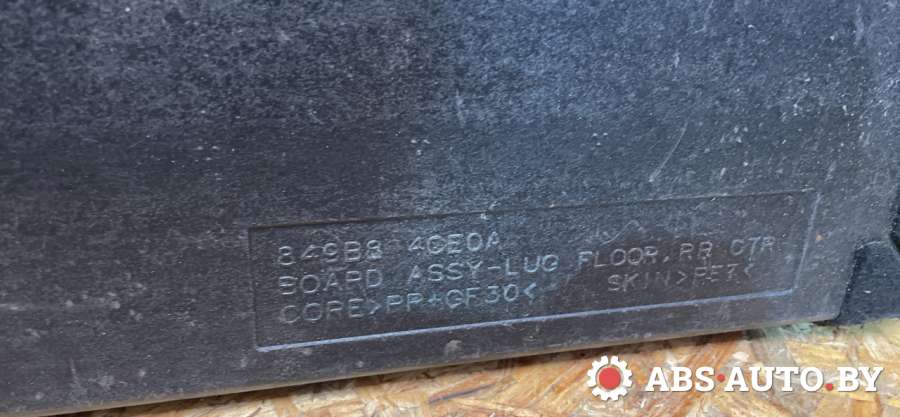 849B8 4CE0A
BOARD ASSY-LUG FLOOR, RR CTR
CORE>PP+GF30< SKIN>PET<
ABS-AUTO.BY